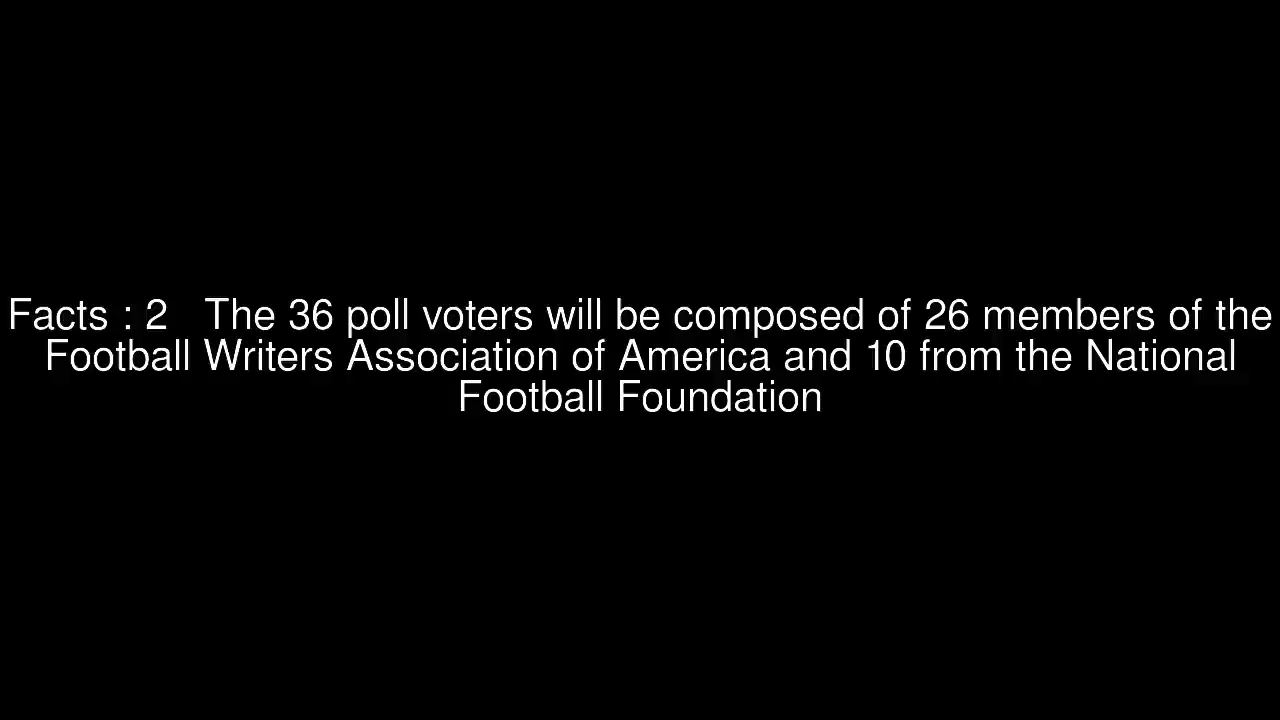 Facts : 2   The 36 poll voters will be composed of 26 members of the
Football Writers Association of America and 10 from the National
Football Foundation